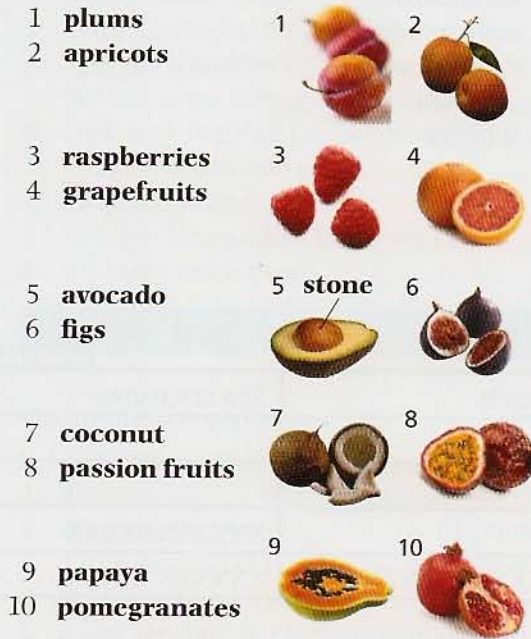 1 plums
2 apricots
1 2
3 raspberries
4 grapefruits
3 4
5 avocado
6 figs
5 stone 6
7 coconut
8 passion fruits
7 8
9 papaya
10 pomegranates
9 10